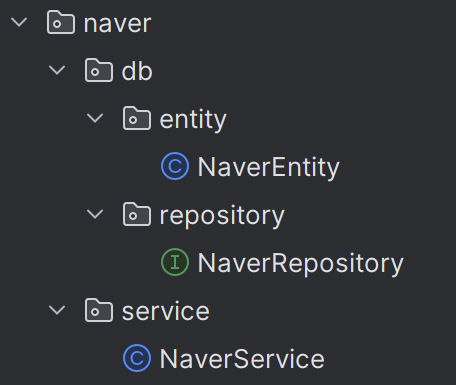 naver
db
entity
C NaverEntity
repository
I NaverRepository
service
C NaverService